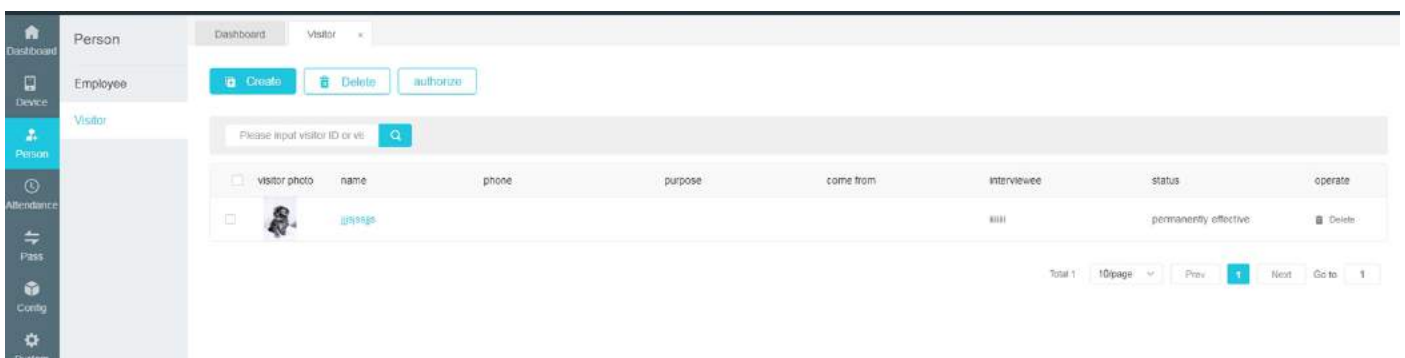 Dashboard
Device
Person
Attendance
Pass
Config
Person
Employee
Visitor
Dashboard Visitor ×
Create Delete authorize
Please input visitor ID or vi
visitor photo name phone purpose come from interviewee status operate
permanently effective Delete
Total 1 10/page Prev 1 Next Go to 1